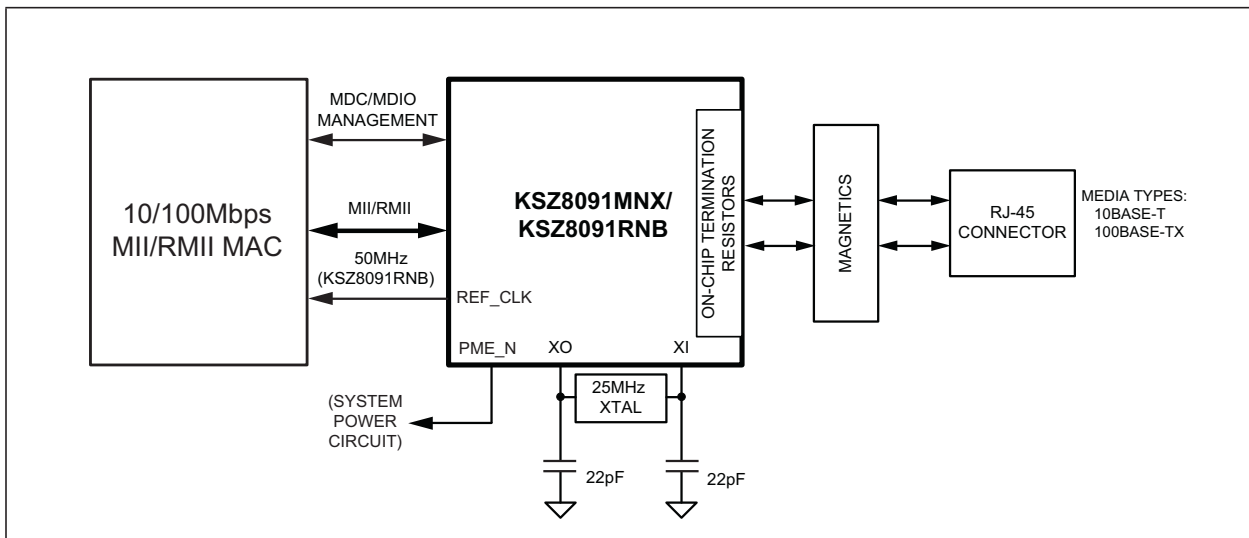 10/100Mbps
MII/RMII MAC
MDC/MDIO
MANAGEMENT
MII/RMII
50MHz
(KSZ8091RNB)
KSZ8091MNX/
KSZ8091RNB
REF_CLK
PME_N
XO
XI
ON-CHIP TERMINATION
RESISTORS
MAGNETICS
RJ-45
CONNECTOR
MEDIA TYPES:
10BASE-T
100BASE-TX
(SYSTEM
POWER
CIRCUIT)
25MHz
XTAL
22pF
22pF